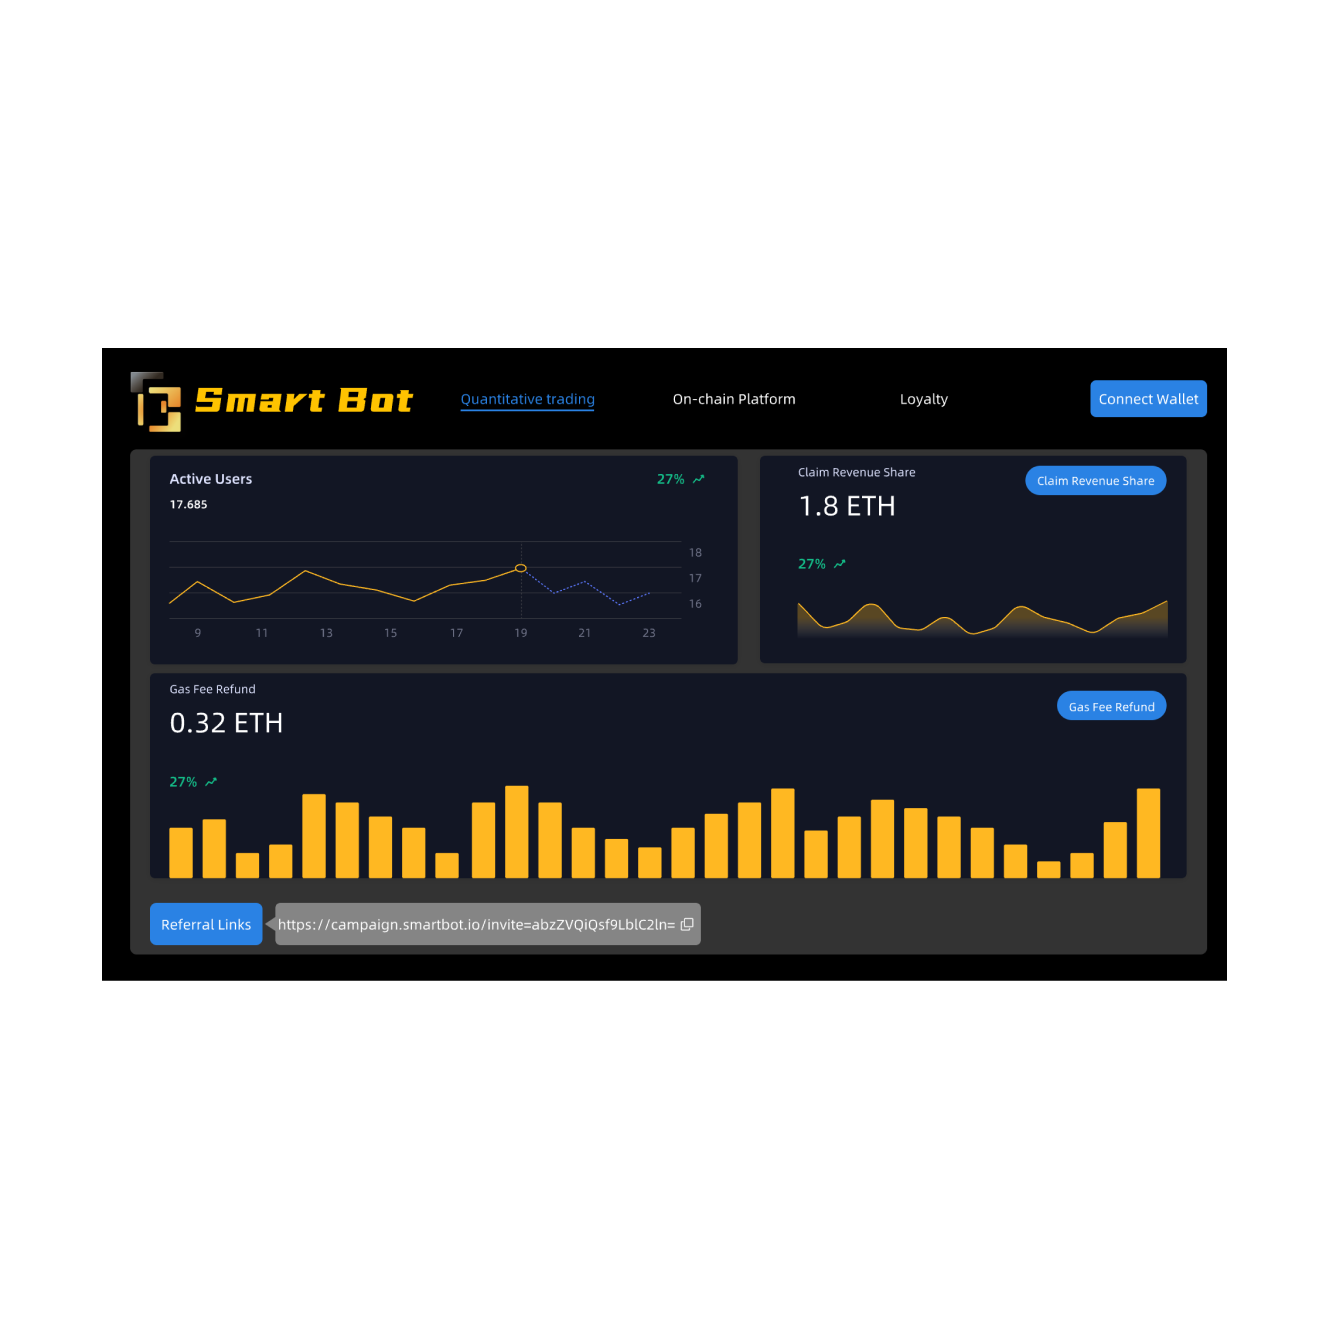 Smart Bot
Quantitative trading
On-chain Platform
Loyalty
Connect Wallet
Active Users
27%
17.685
18
17
16
9 11 13 15 17 19 21 23
Claim Revenue Share
Claim Revenue Share
1.8 ETH
27%
Gas Fee Refund
Gas Fee Refund
0.32 ETH
27%
Referral Links
https://campaign.smartbot.io/invite=abzZVQiQsf9LblC2ln=